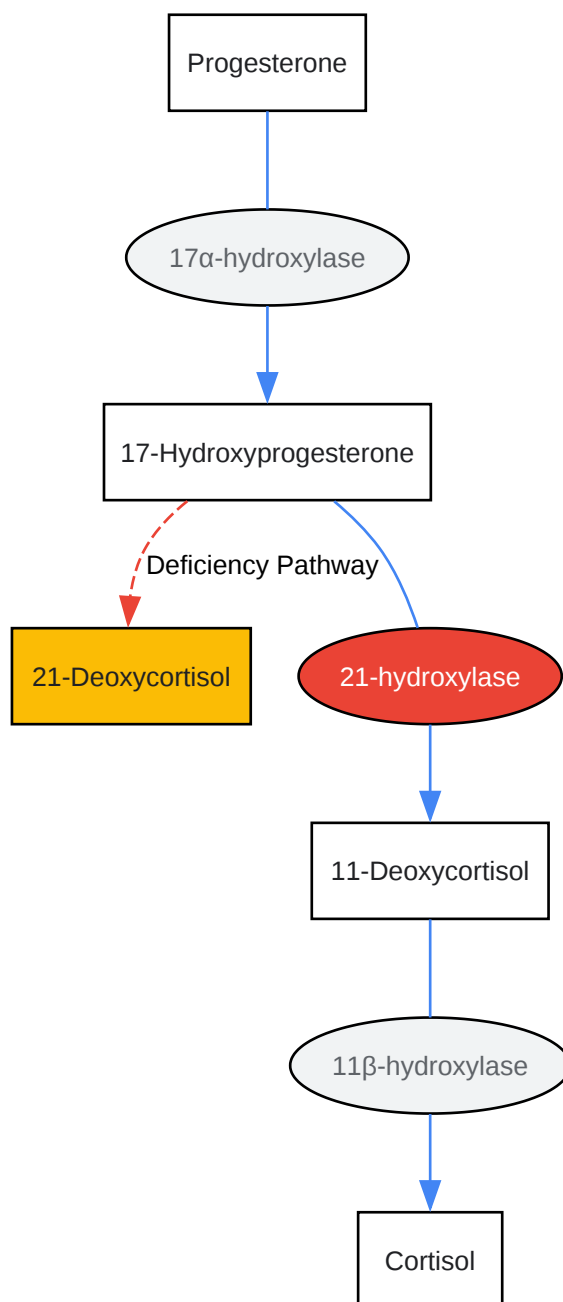 Progesterone
17α-hydroxylase
17-Hydroxyprogesterone
Deficiency Pathway
21-Deoxycortisol
21-hydroxylase
11-Deoxycortisol
11β-hydroxylase
Cortisol